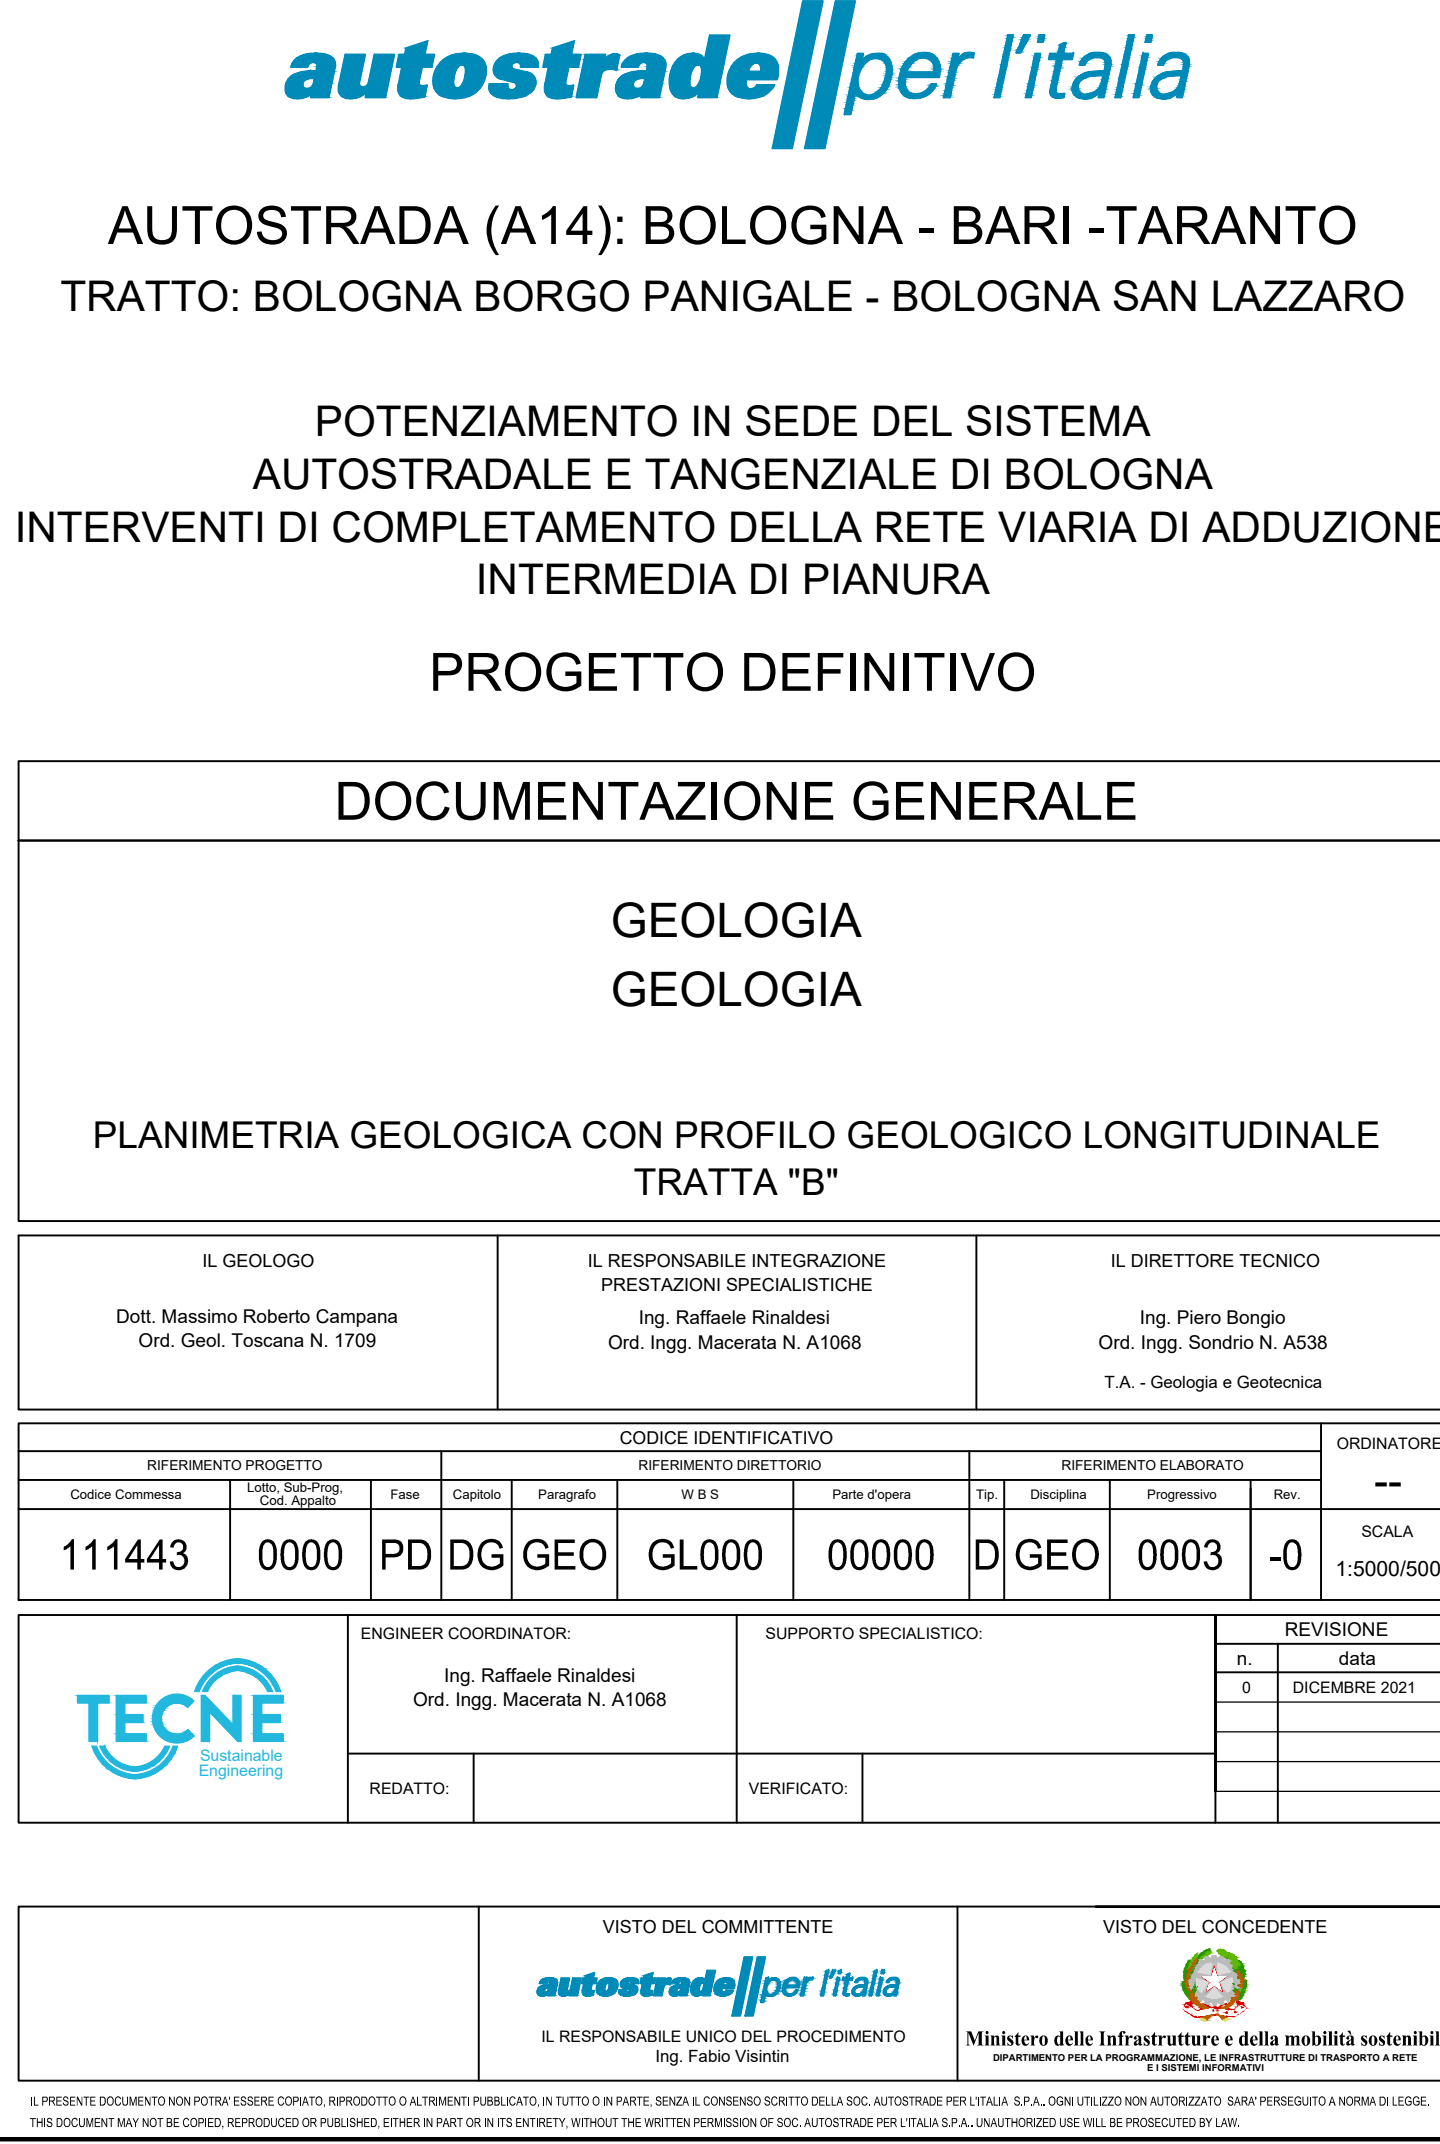 autostrade per l'italia
AUTOSTRADA (A14): BOLOGNA - BARI -TARANTO
TRATTO: BOLOGNA BORGO PANIGALE - BOLOGNA SAN LAZZARO
POTENZIAMENTO IN SEDE DEL SISTEMA
AUTOSTRADALE E TANGENZIALE DI BOLOGNA
INTERVENTI DI COMPLETAMENTO DELLA RETE VIARIA DI ADDUZIONE
INTERMEDIA DI PIANURA
PROGETTO DEFINITIVO
DOCUMENTAZIONE GENERALE
GEOLOGIA
GEOLOGIA
PLANIMETRIA GEOLOGICA CON PROFILO GEOLOGICO LONGITUDINALE
TRATTA "B"
IL GEOLOGO
Dott. Massimo Roberto Campana
Ord. Geol. Toscana N. 1709
IL RESPONSABILE INTEGRAZIONE
PRESTAZIONI SPECIALISTICHE
Ing. Raffaele Rinaldesi
Ord. Ingg. Macerata N. A1068
IL DIRETTORE TECNICO
Ing. Piero Bongio
Ord. Ingg. Sondrio N. A538
T.A. - Geologia e Geotecnica
CODICE IDENTIFICATIVO
RIFERIMENTO PROGETTO RIFERIMENTO DIRETTORIO RIFERIMENTO ELABORATO
Codice Commessa Lotto, Sub-Prog, Cod. Appalto Fase Capitolo Paragrafo W B S Parte d'opera Tip. Disciplina Progressivo Rev.
111443 0000 PD DG GEO GL000 00000 D GEO 0003 -0
ORDINATORE
--
SCALA
1:5000/500
TECNE
Sustainable
Engineering
ENGINEER COORDINATOR:
Ing. Raffaele Rinaldesi
Ord. Ingg. Macerata N. A1068
SUPPORTO SPECIALISTICO:
REDATTO:
VERIFICATO:
REVISIONE
n. data
0 DICEMBRE 2021
VISTO DEL COMMITTENTE
autostrade per l'italia
IL RESPONSABILE UNICO DEL PROCEDIMENTO
Ing. Fabio Visintin
VISTO DEL CONCEDENTE
Ministero delle Infrastrutture e della mobilità sostenibil
DIPARTIMENTO PER LA PROGRAMMAZIONE, LE INFRASTRUTTURE DI TRASPORTO A RETE
E I SISTEMI INFORMATIVI
IL PRESENTE DOCUMENTO NON POTRA' ESSERE COPIATO, RIPRODOTTO O ALTRIMENTI PUBBLICATO, IN TUTTO O IN PARTE, SENZA IL CONSENSO SCRITTO DELLA SOC. AUTOSTRADE PER L'ITALIA S.P.A.. OGNI UTILIZZO NON AUTORIZZATO SARA' PERSEGUITO A NORMA DI LEGGE.
THIS DOCUMENT MAY NOT BE COPIED, REPRODUCED OR PUBLISHED, EITHER IN PART OR IN ITS ENTIRETY, WITHOUT THE WRITTEN PERMISSION OF SOC. AUTOSTRADE PER L'ITALIA S.P.A.. UNAUTHORIZED USE WILL BE PROSECUTED BY LAW.